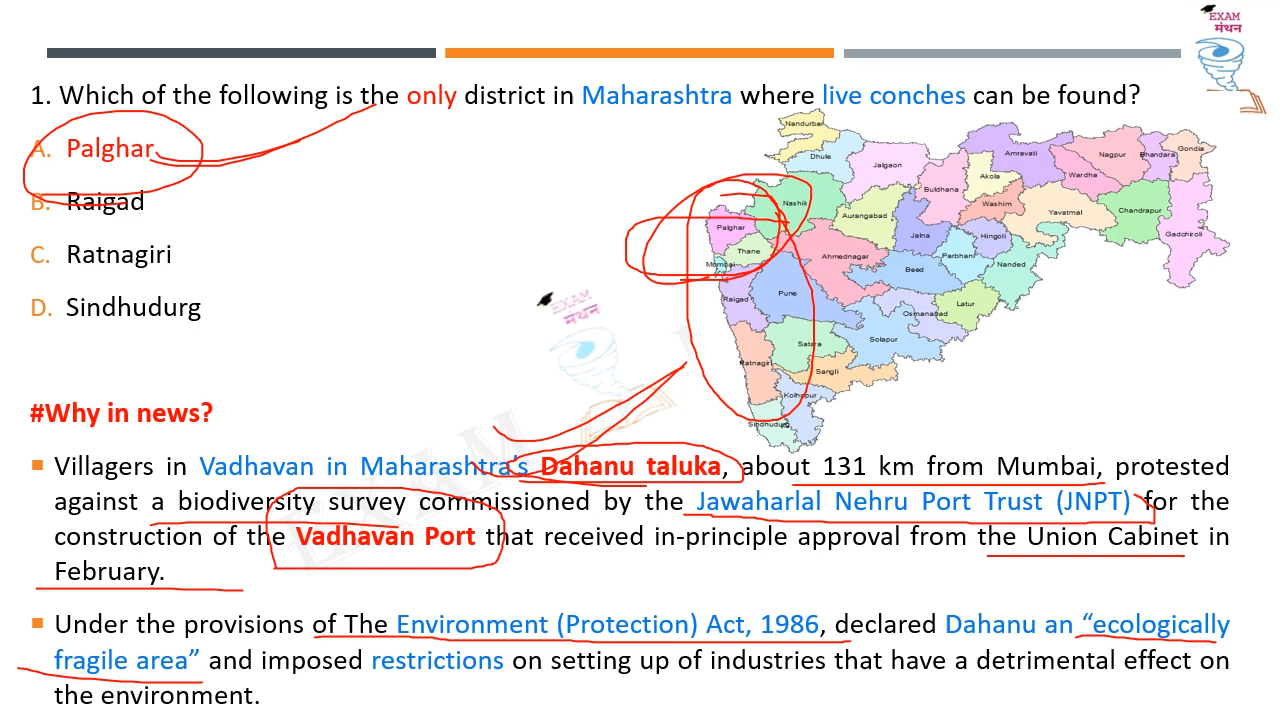 EXAM
मंथन
1. Which of the following is the only district in Maharashtra where live conches can be found?
A. Palghar
B. Raigad
C. Ratnagiri
D. Sindhudurg
Nandurbar
Dhule
Jalgaon
Amravati
Nagpur
Bhandara
Gondia
Akola
Wardha
Buldhana
Nashik
Washim
Aurangabad
Yavatmal
Chandrapur
Palghar
Jalna
Hingoli
Gadchiroli
Thane
Ahmednagar
Parbhani
Mumbai
Beed
Nanded
Raigad
Pune
Latur
Osmanabad
Satara
Solapur
Ratnagiri
Sangli
Kolhapur
Sindhudurg
EXAM
मंथन
EXAM
#Why in news?
Villagers in Vadhavan in Maharashtra's Dahanu taluka, about 131 km from Mumbai, protested
against a biodiversity survey commissioned by the Jawaharlal Nehru Port Trust (JNPT) for the
construction of the Vadhavan Port that received in-principle approval from the Union Cabinet in
February.
Under the provisions of The Environment (Protection) Act, 1986, declared Dahanu an “ecologically
fragile area” and imposed restrictions on setting up of industries that have a detrimental effect on
the environment.